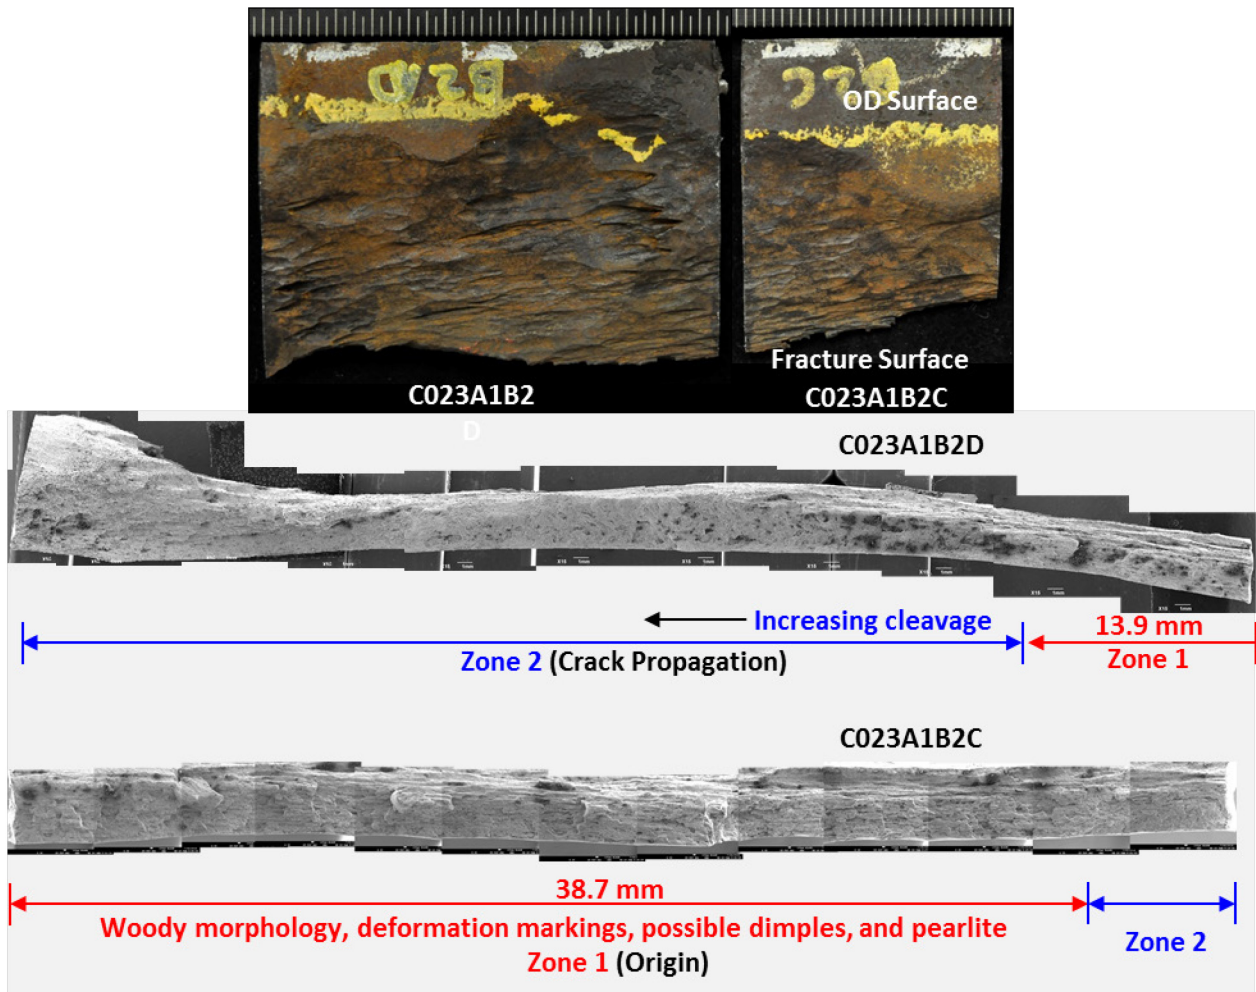 OD Surface
Fracture Surface
C023A1B2
D
C023A1B2C
C023A1B2D
Increasing cleavage
Zone 2 (Crack Propagation)
13.9 mm
Zone 1
C023A1B2C
38.7 mm
Woody morphology, deformation markings, possible dimples, and pearlite
Zone 1 (Origin)
Zone 2